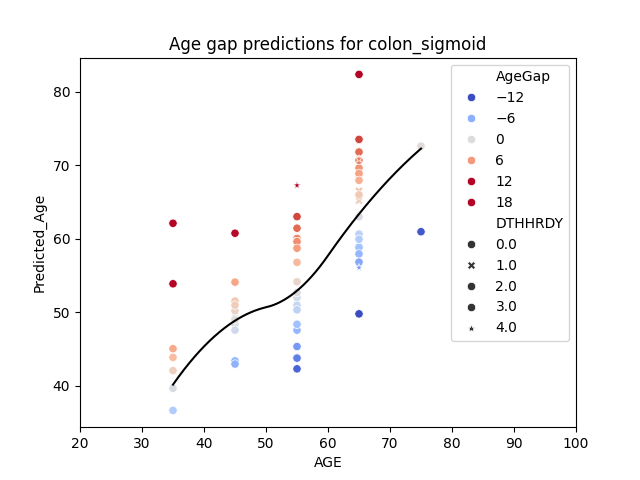 Age gap predictions for colon_sigmoid
Predicted_Age
80
70
60
50
40
20 30 40 50 60 70 80 90 100
AGE
AgeGap
−12
−6
0
6
12
18
DTHHRDY
0.0
1.0
2.0
3.0
4.0